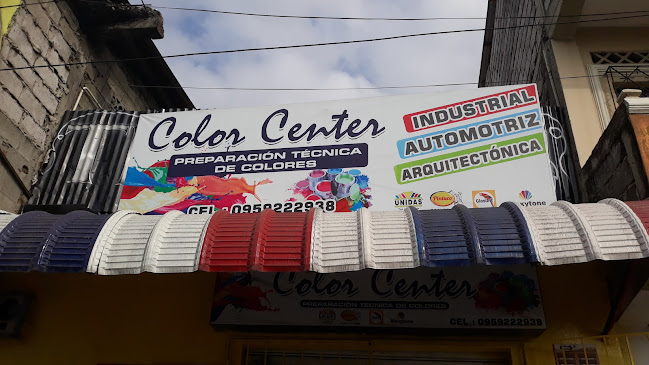 Color Center
PREPARACIÓN TÉCNICA
DE COLORES
CEL.: 0959222938
INDUSTRIAL
AUTOMOTRIZ
ARQUITECTÓNICA
UNIDAS
Pintuco
Glasurit
Oxytone
Color Center
PREPARACIÓN TÉCNICA DE COLORES
CEL.: 0959222938